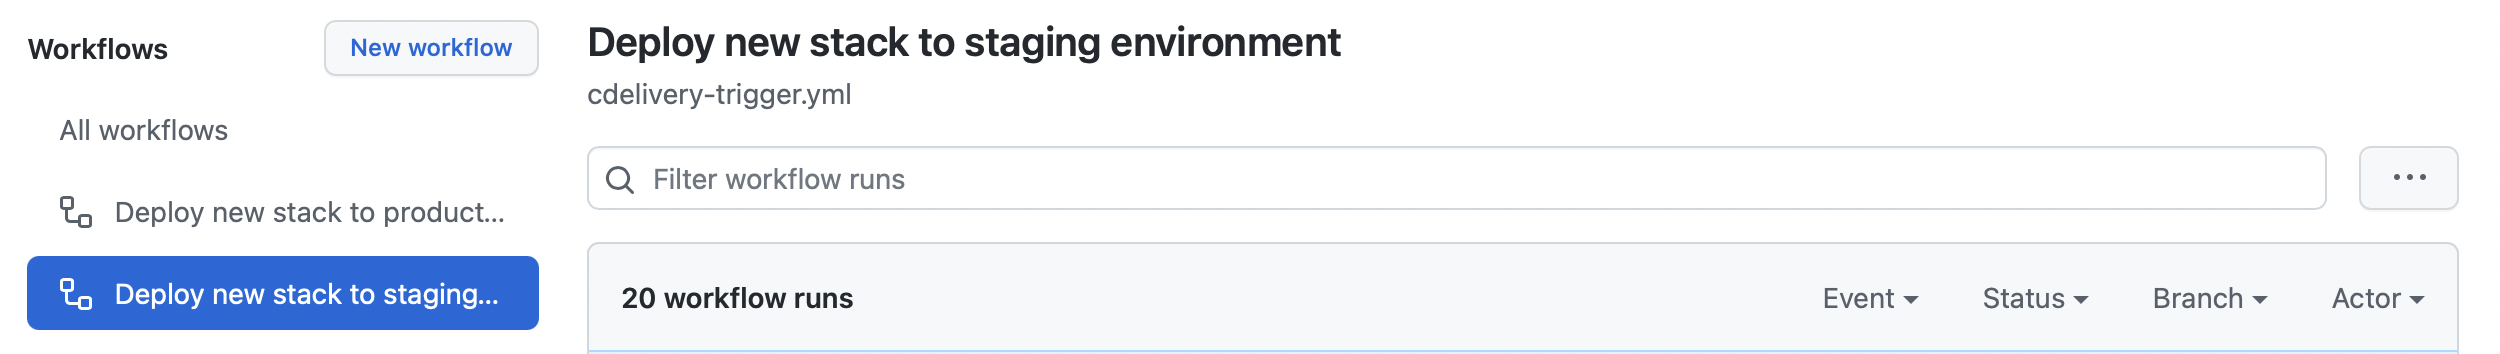 Workflows
New workflow
All workflows
Deploy new stack to product...
Deploy new stack to staging...
Deploy new stack to staging environment
cdelivery-trigger.yml
Filter workflow runs
20 workflow runs
Event
Status
Branch
Actor